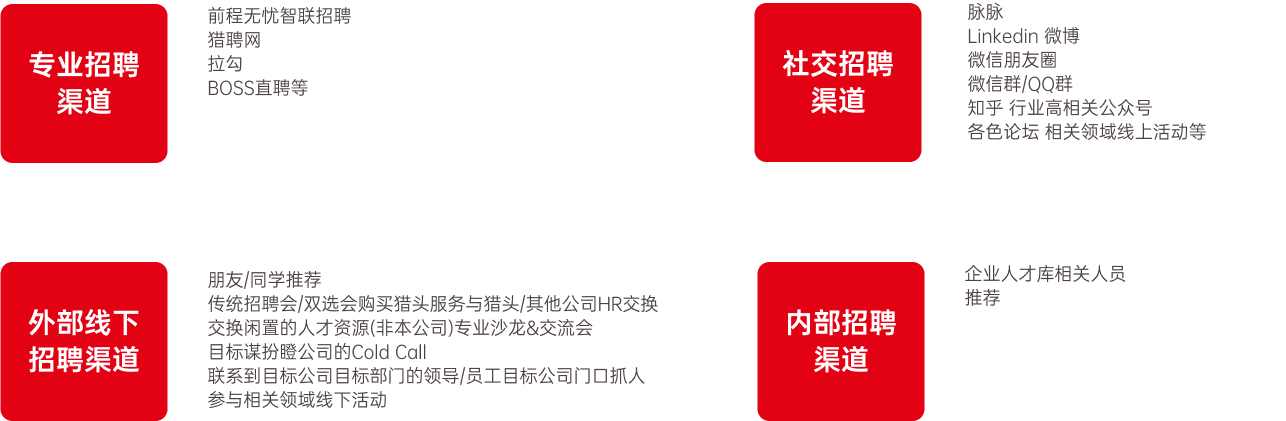 专业招聘
渠道
前程无忧智联招聘
猎聘网
拉勾
BOSS直聘等
社交招聘
渠道
脉脉
Linkedin 微博
微信朋友圈
微信群/QQ群
知乎 行业高相关公众号
各色论坛 相关领域线上活动等
外部线下
招聘渠道
朋友/同学推荐
传统招聘会/双选会购买猎头服务与猎头/其他公司HR交换
交换闲置的人才资源(非本公司)专业沙龙&交流会
目标谋扮瞪公司的Cold Call
联系到目标公司目标部门的领导/员工目标公司门口抓人
参与相关领域线下活动
内部招聘
渠道
企业人才库相关人员
推荐